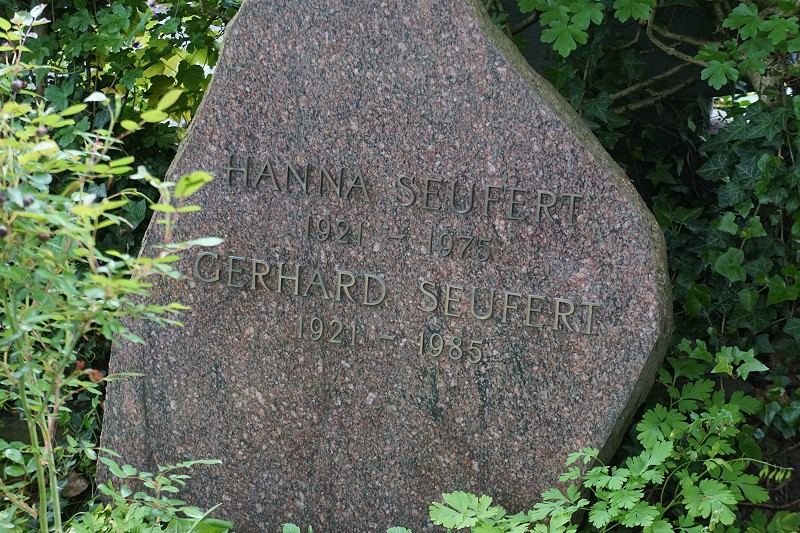 HANNA SEUFERT
1921 - 1975
GERHARD SEUFERT
1921 - 1985